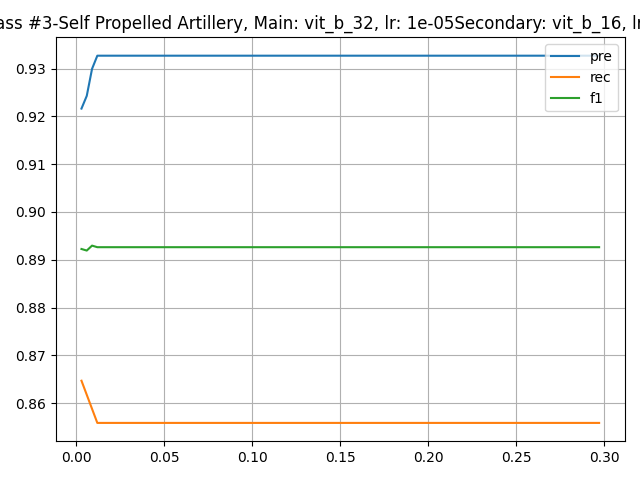 #3-Self Propelled Artillery, Main: vit_b_32, lr: 1e-05Secondary: vit_b_16,
pre
rec
f1
0.93
0.92
0.91
0.90
0.89
0.88
0.87
0.86
0.00 0.05 0.10 0.15 0.20 0.25 0.30